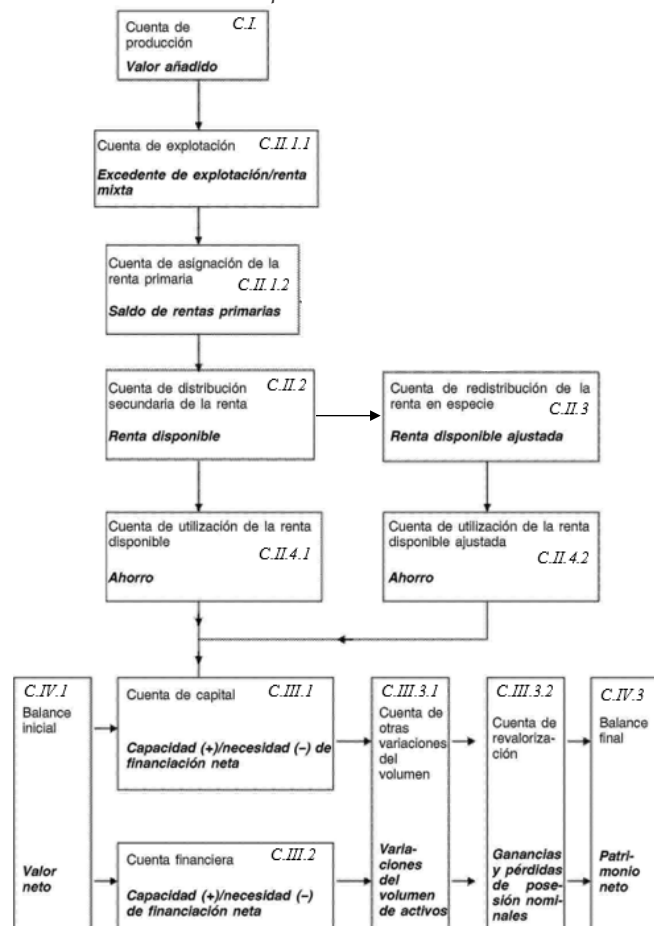 Cuenta de C.I.
producción
Valor añadido
Cuenta de explotación C.II.1.1
Excedente de explotación/renta
mixta
Cuenta de asignación de la
renta primaria
C.II.1.2
Saldo de rentas primarias
Cuenta de distribución C.II.2
secundaria de la renta
Renta disponible
Cuenta de redistribución de la
renta en especie
C.II.3
Renta disponible ajustada
Cuenta de utilización de la renta
disponible
C.II.4.1
Ahorro
Cuenta de utilización de la renta
disponible ajustada
C.II.4.2
Ahorro
C.IV.1
Balance
inicial
Valor
neto
Cuenta de capital C.III.1
Capacidad (+)/necesidad (–) de
financiación neta
Cuenta financiera C.III.2
Capacidad (+)/necesidad (–)
de financiación neta
C.III.3.1
Cuenta de
otras
variaciones
del
volumen
Varia-
ciones
del
volumen
de activos
C.III.3.2
Cuenta de
revaloriza-
ción
Ganancias
y pérdidas
de pose-
sión nomi-
nales
C.IV.3
Balance
final
Patri-
monio
neto